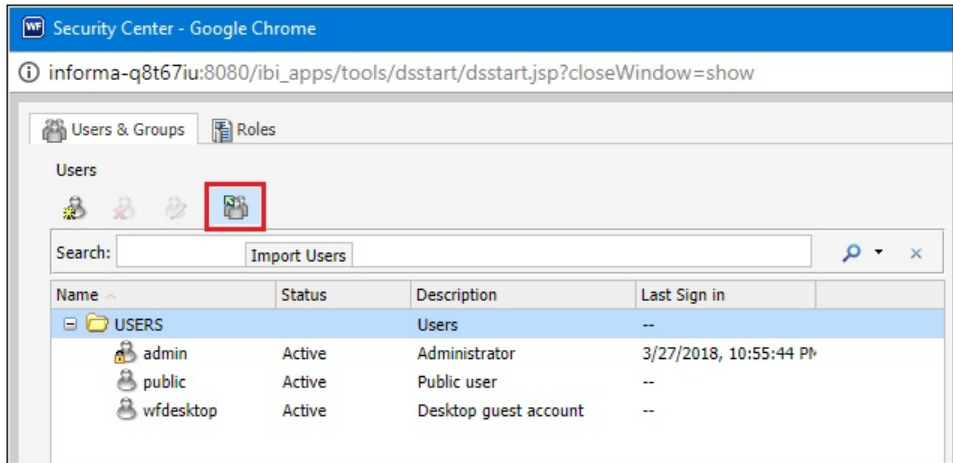 WF Security Center - Google Chrome
informa-q8t67iu:8080/ibi_apps/tools/dsstart/dsstart.jsp?closeWindow=show
Users & Groups Roles
Users
Search: Import Users
Name Status Description Last Sign in
USERS Users --
admin Active Administrator 3/27/2018, 10:55:44 PM
public Active Public user --
wfdesktop Active Desktop guest account --